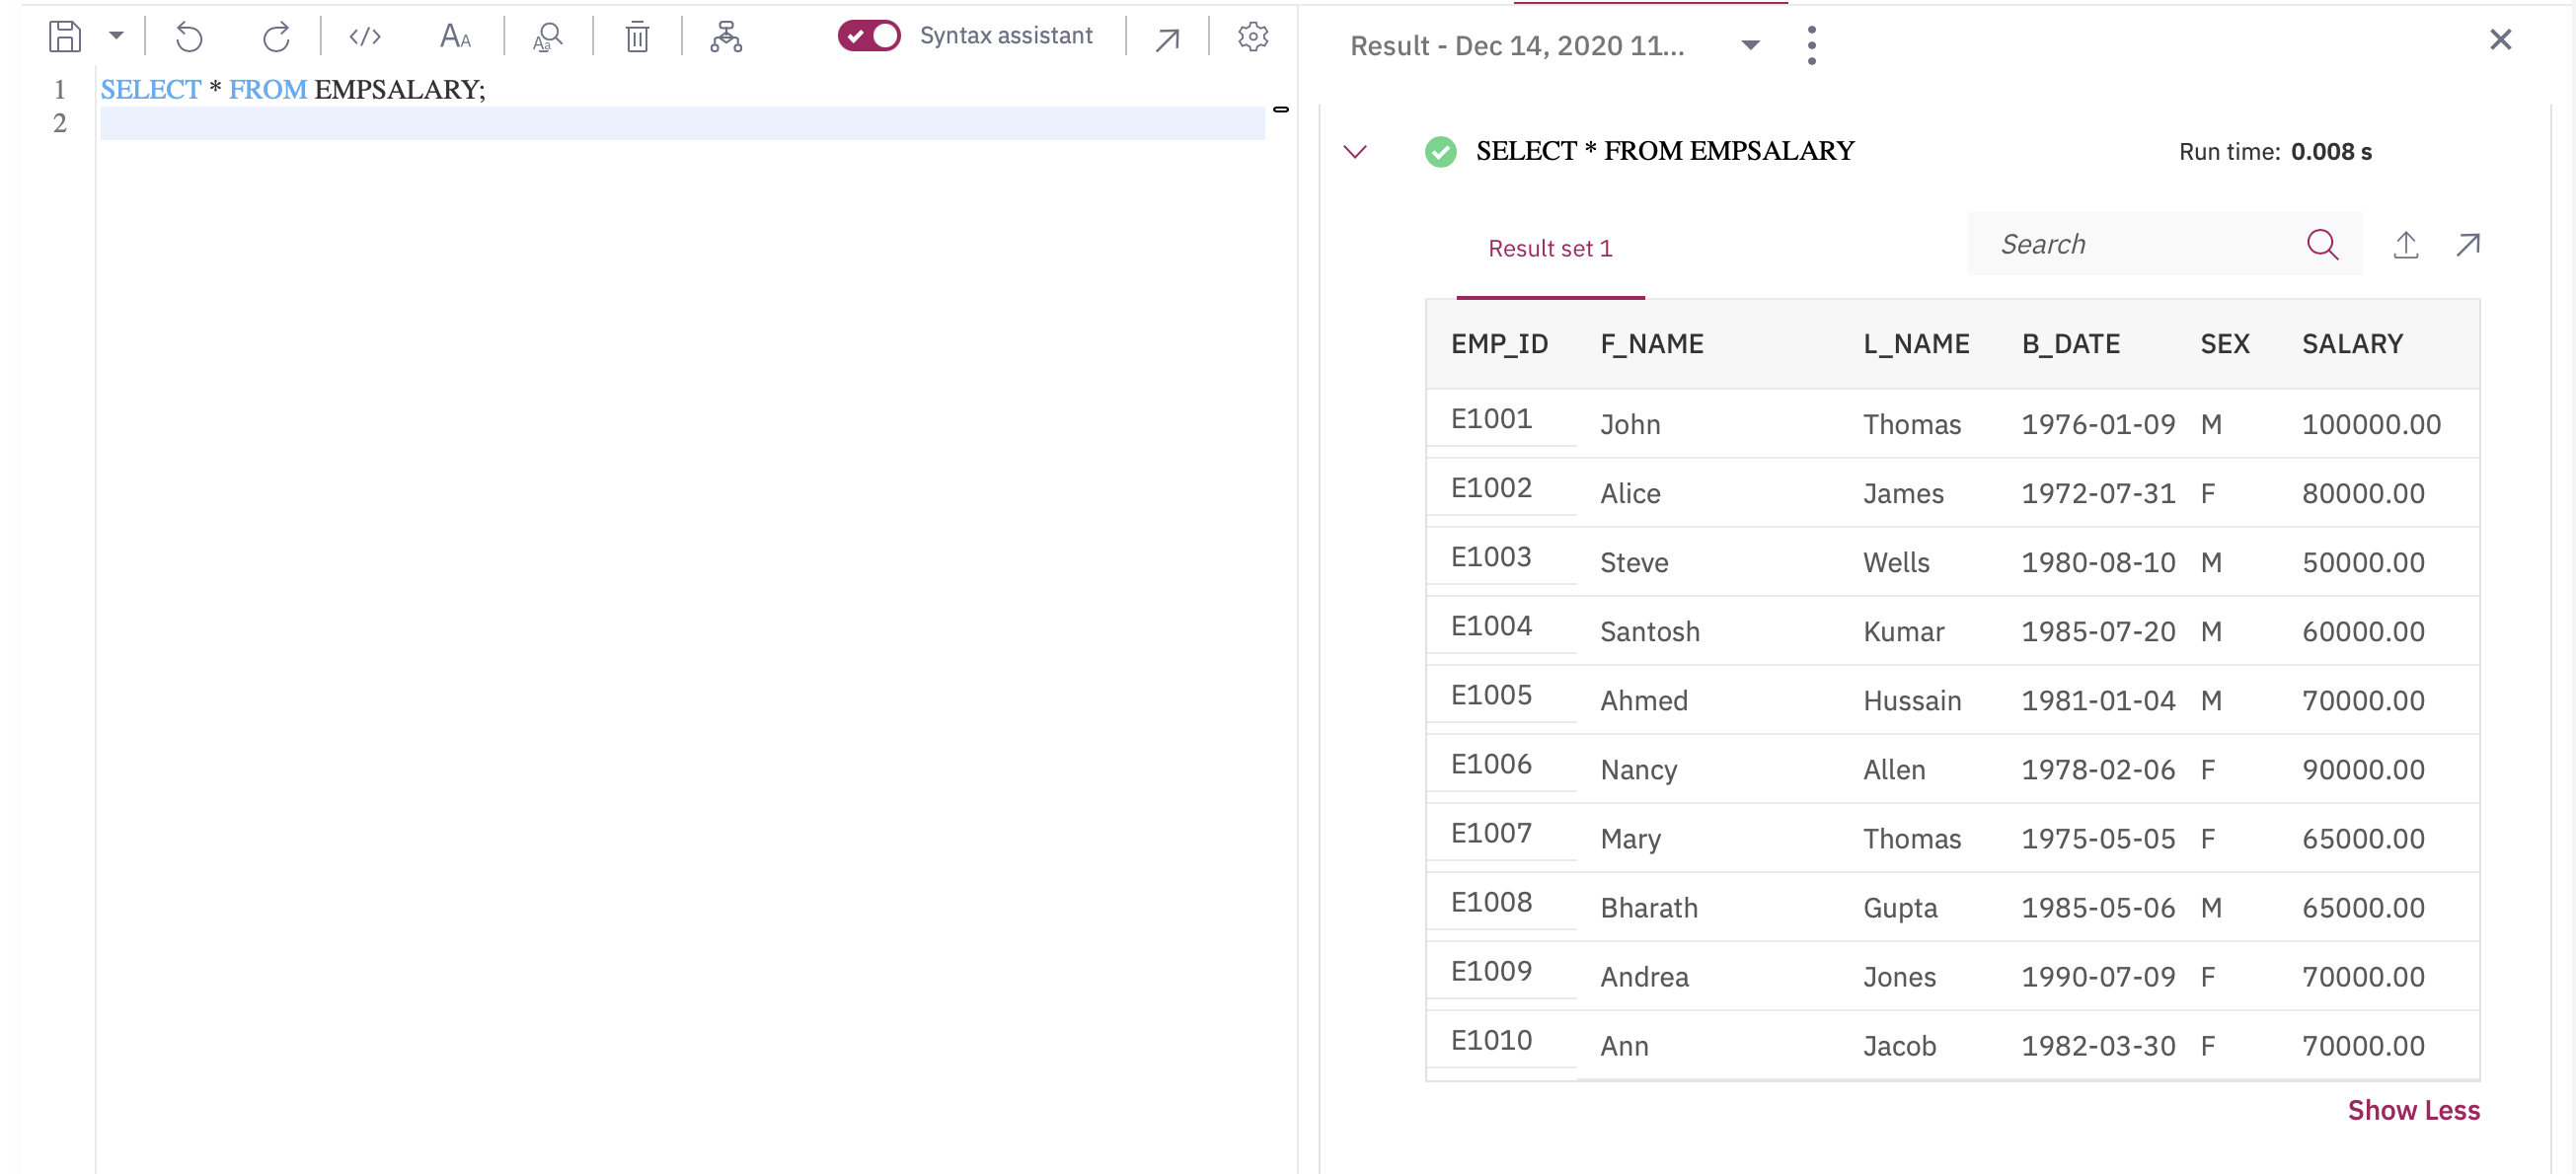 Syntax assistant
1 SELECT * FROM EMPSALARY;
2
Result - Dec 14, 2020 11...
SELECT * FROM EMPSALARY Run time: 0.008 s
Result set 1 Search
EMP_ID F_NAME L_NAME B_DATE SEX SALARY
E1001 John Thomas 1976-01-09 M 100000.00
E1002 Alice James 1972-07-31 F 80000.00
E1003 Steve Wells 1980-08-10 M 50000.00
E1004 Santosh Kumar 1985-07-20 M 60000.00
E1005 Ahmed Hussain 1981-01-04 M 70000.00
E1006 Nancy Allen 1978-02-06 F 90000.00
E1007 Mary Thomas 1975-05-05 F 65000.00
E1008 Bharath Gupta 1985-05-06 M 65000.00
E1009 Andrea Jones 1990-07-09 F 70000.00
E1010 Ann Jacob 1982-03-30 F 70000.00
Show Less